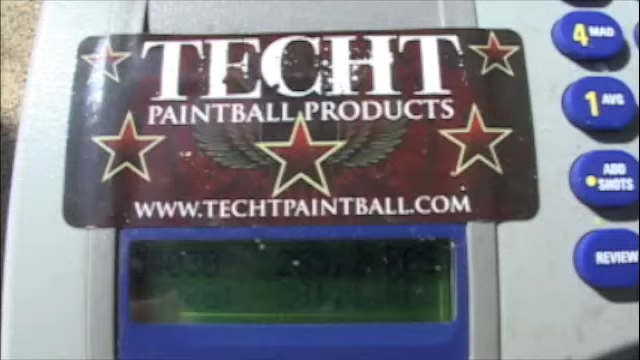 TECHT
PAINTBALL PRODUCTS
WWW.TECHTPAINTBALL.COM
4 MAD
1 AVG
ADD
SHOTS
REVIEW